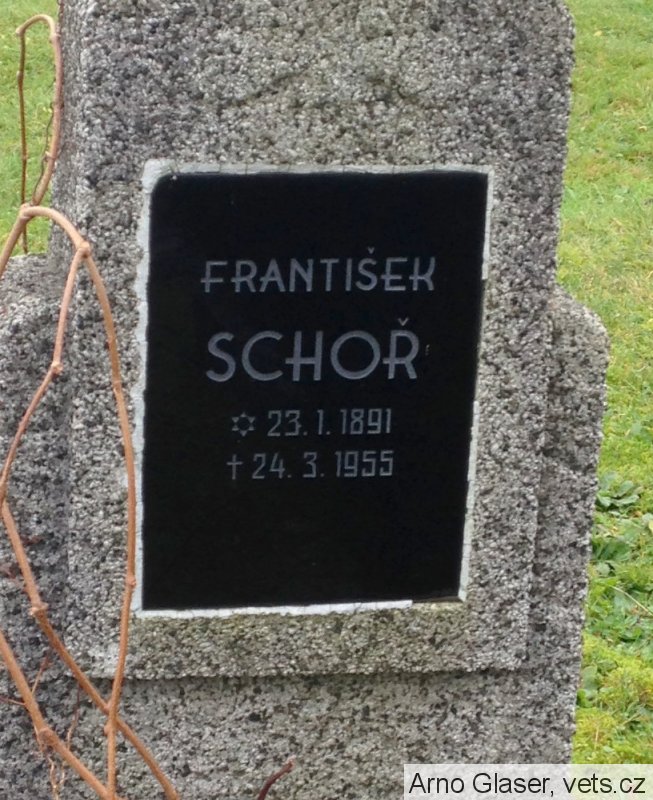 FRANTIŠEK
SCHOŘ
✡ 23. 1. 1891
† 24. 3. 1955
Arno Glaser, vets.cz